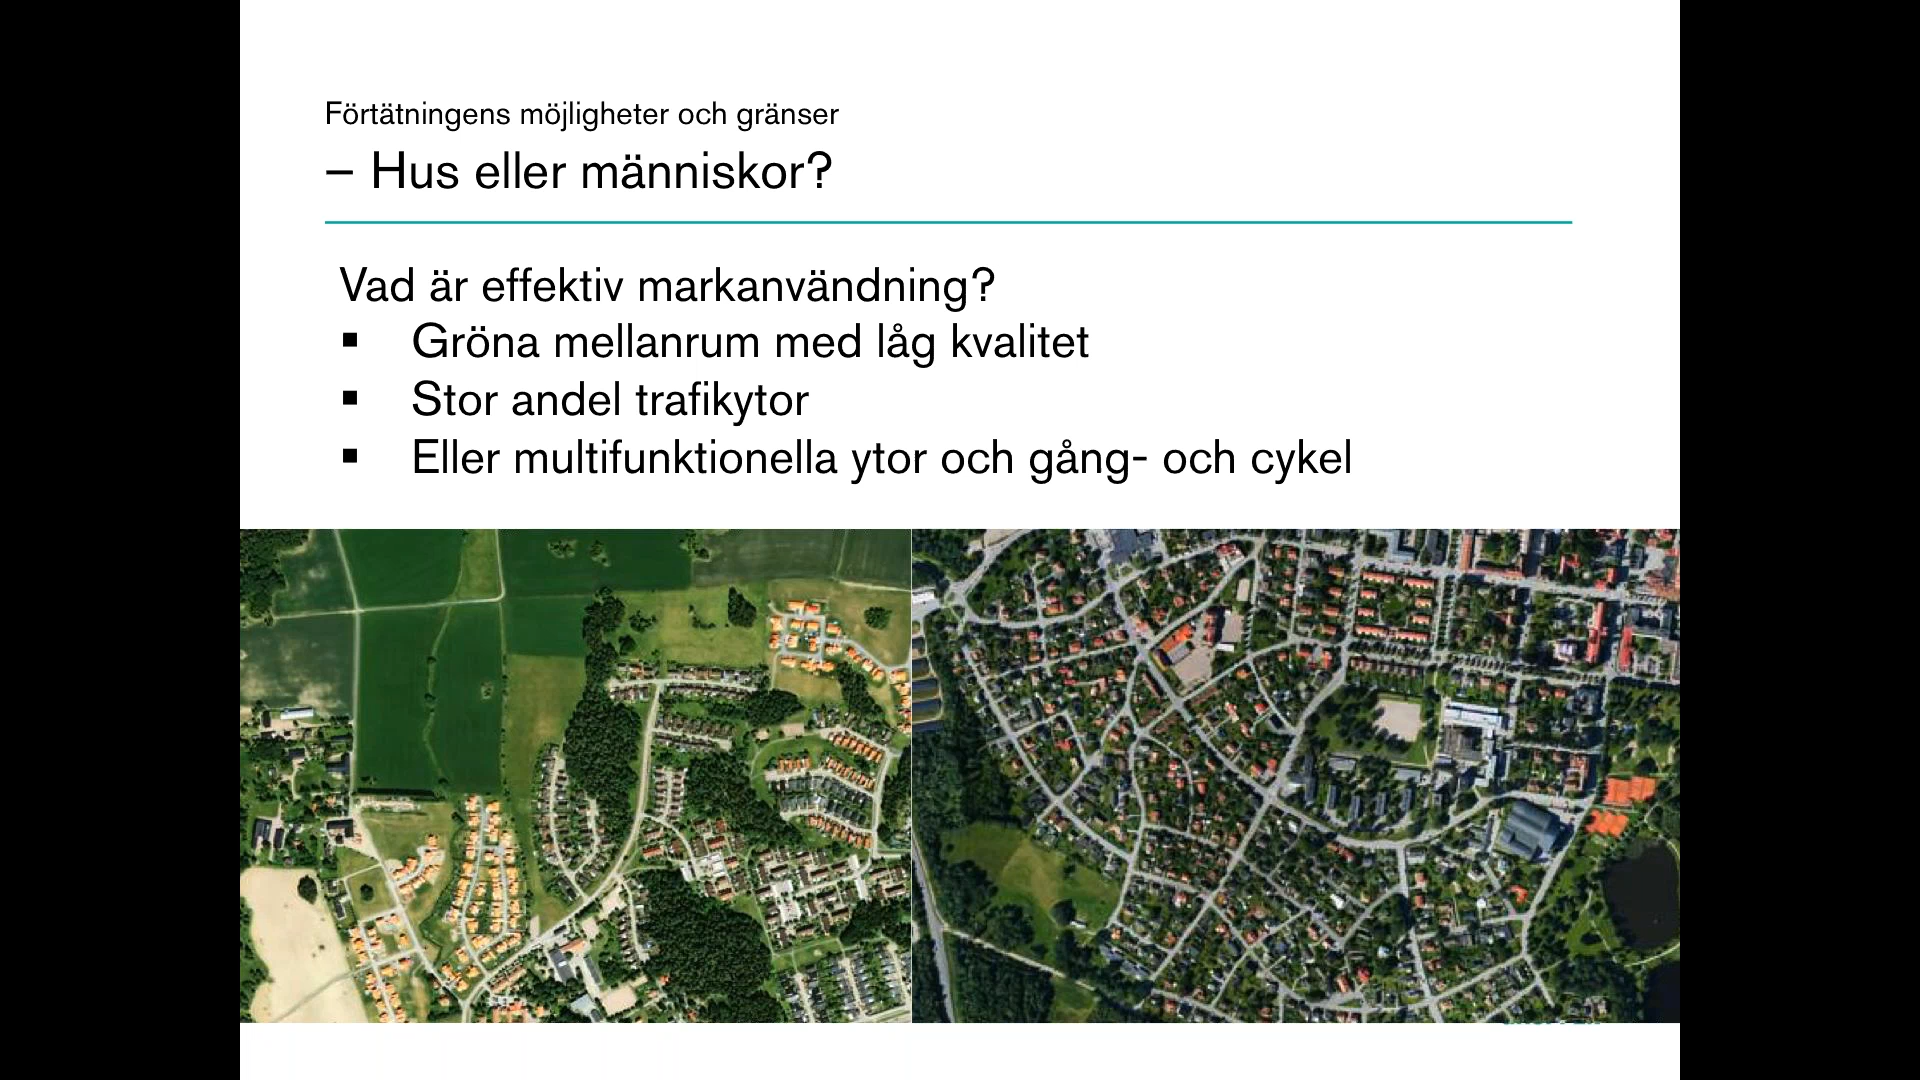 Förtätningens möjligheter och gränser
– Hus eller människor?
Vad är effektiv markanvändning?
▪ Gröna mellanrum med låg kvalitet
▪ Stor andel trafikytor
▪ Eller multifunktionella ytor och gång- och cykel